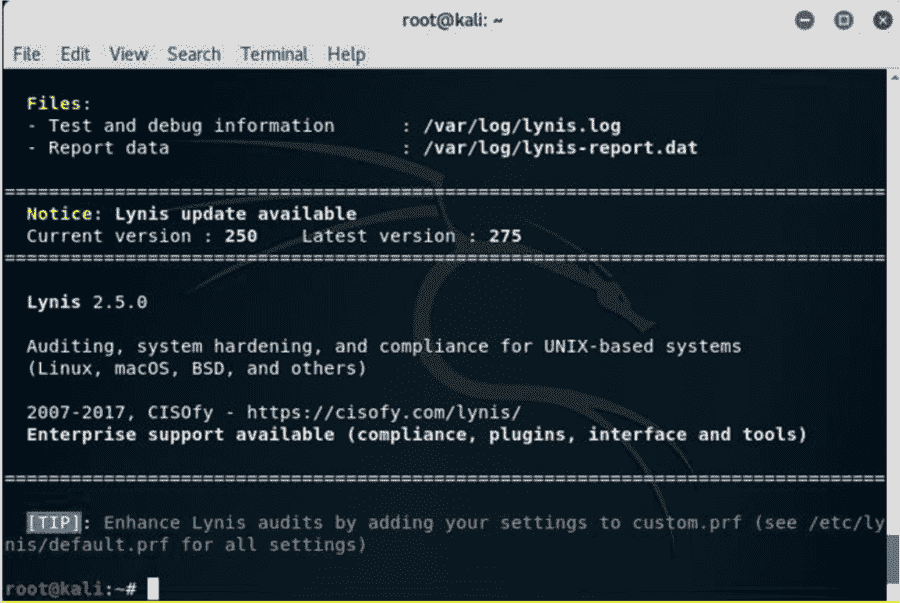 root@kali: ~
File Edit View Search Terminal Help
Files:
- Test and debug information : /var/log/lynis.log
- Report data : /var/log/lynis-report.dat
================================================================================
Notice: Lynis update available
Current version : 250 Latest version : 275
================================================================================
Lynis 2.5.0
Auditing, system hardening, and compliance for UNIX-based systems
(Linux, macOS, BSD, and others)
2007-2017, CISOfy - https://cisofy.com/lynis/
Enterprise support available (compliance, plugins, interface and tools)
================================================================================
[TIP]: Enhance Lynis audits by adding your settings to custom.prf (see /etc/ly
nis/default.prf for all settings)
root@kali:~#